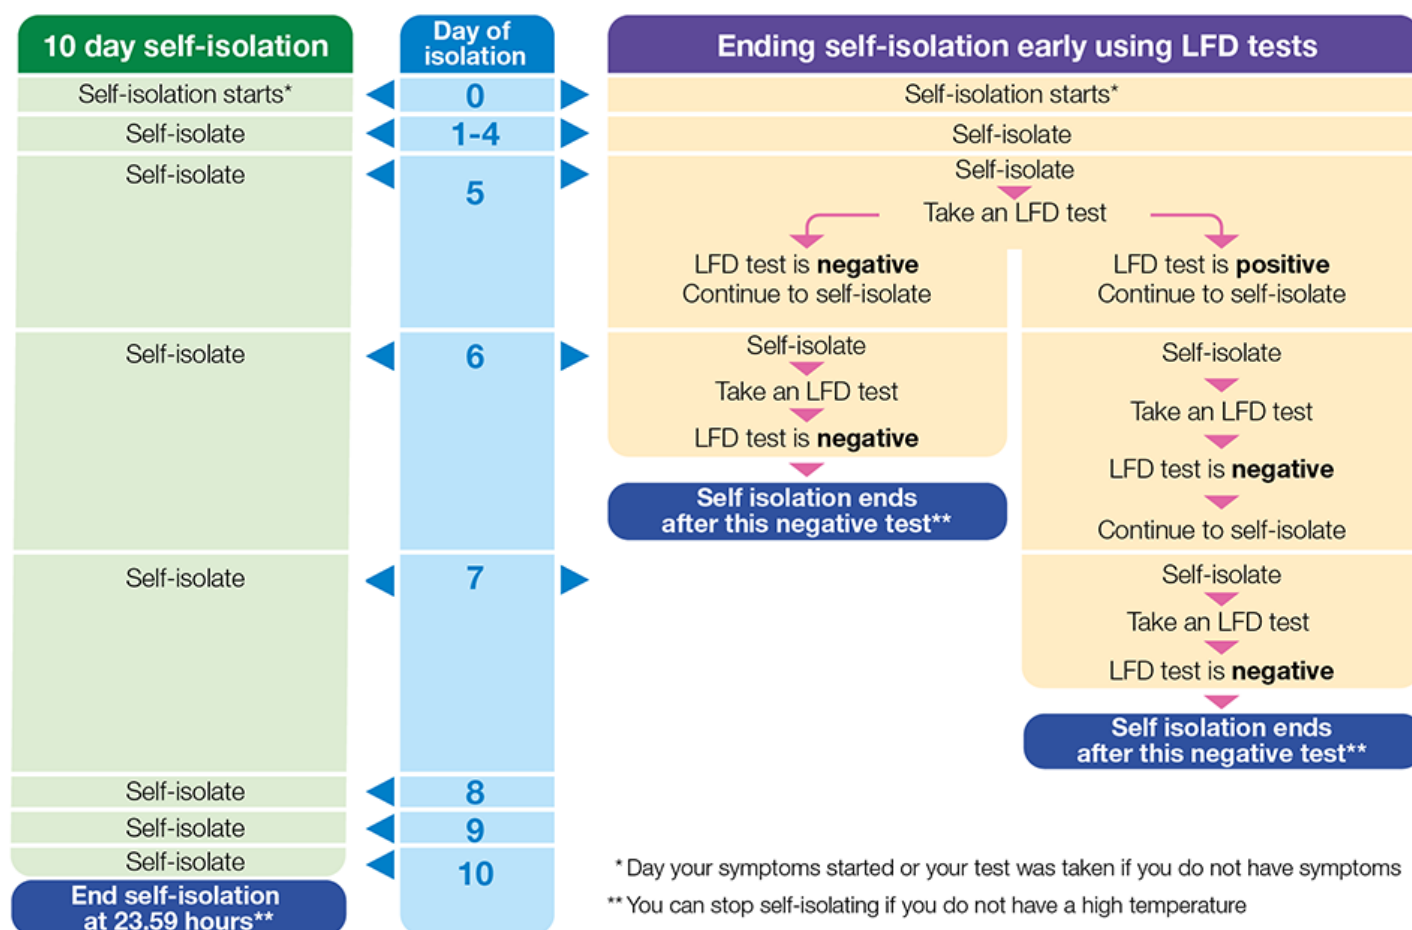 10 day self-isolation
Day of
isolation
Ending self-isolation early using LFD tests
Self-isolation starts*
0
Self-isolation starts*
Self-isolate
1-4
Self-isolate
Self-isolate
5
Self-isolate
Take an LFD test
LFD test is negative
Continue to self-isolate
LFD test is positive
Continue to self-isolate
Self-isolate
6
Self-isolate
Take an LFD test
LFD test is negative
Self isolation ends
after this negative test**
Self-isolate
Take an LFD test
LFD test is negative
Continue to self-isolate
Self-isolate
7
Self-isolate
Take an LFD test
LFD test is negative
Self isolation ends
after this negative test**
Self-isolate
8
Self-isolate
9
Self-isolate
10
End self-isolation
at 23.59 hours**
* Day your symptoms started or your test was taken if you do not have symptoms
** You can stop self-isolating if you do not have a high temperature